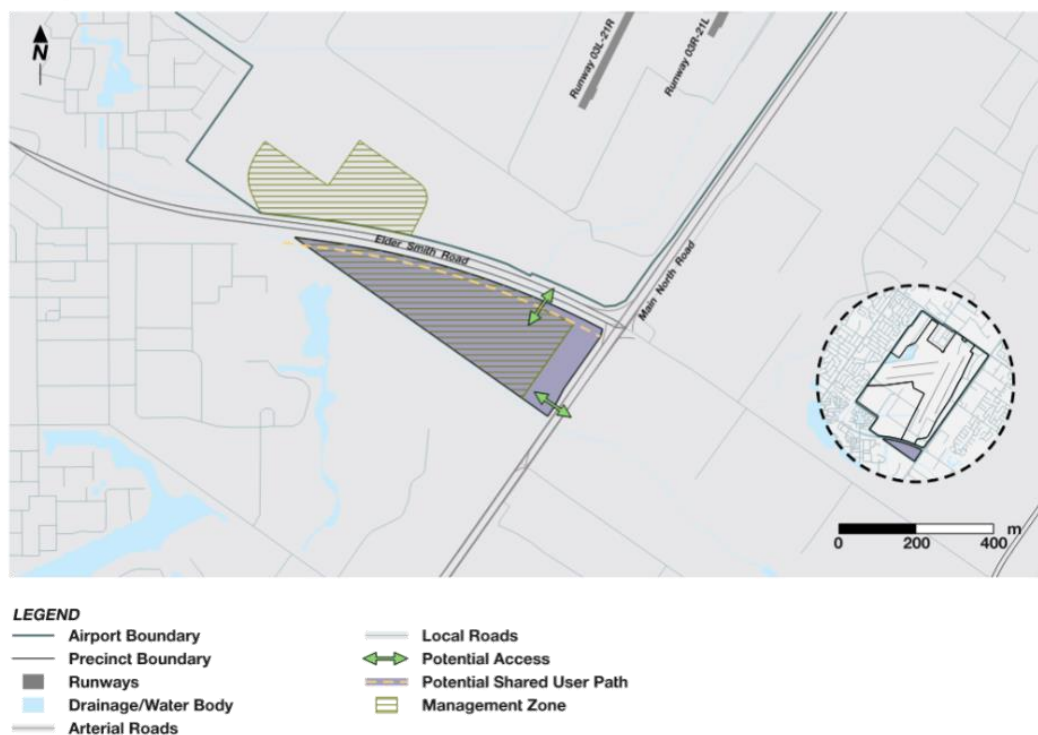 N
Runway 03L-21R
Runway 03R-21L
Elder Smith Road
Main North Road
m
0 200 400
LEGEND
Airport Boundary
Precinct Boundary
Runways
Drainage/Water Body
Arterial Roads
Local Roads
Potential Access
Potential Shared User Path
Management Zone